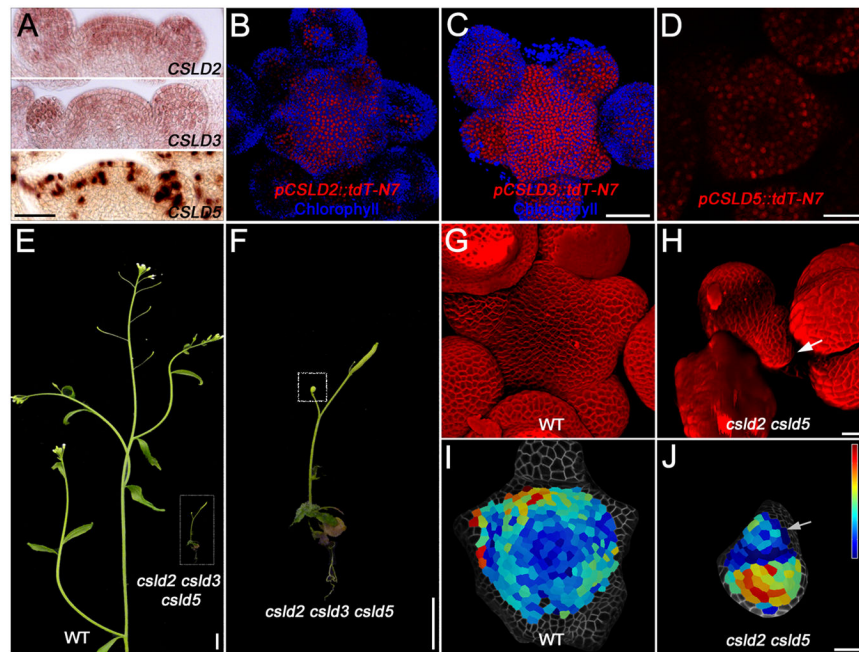 A
CSLD2
CSLD3
CSLD5
B
pCSLD2::tdT-N7
Chlorophyll
C
pCSLD3::tdT-N7
Chlorophyll
D
pCSLD5::tdT-N7
E
WT
csld2 csld3
csld5
F
csld2 csld3 csld5
G
WT
H
csld2 csld5
I
WT
J
csld2 csld5